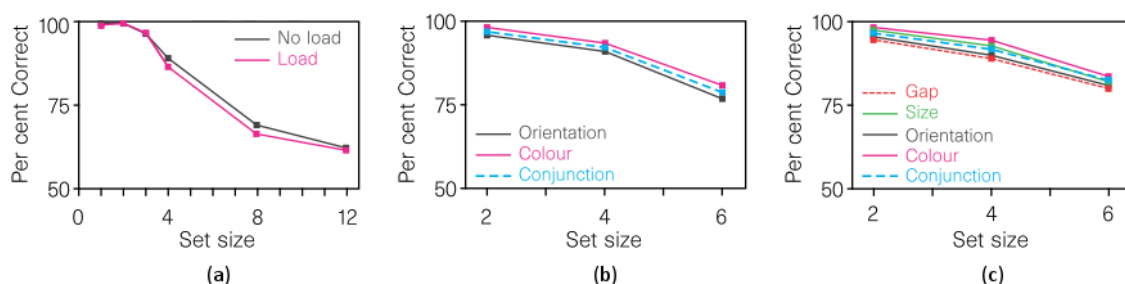 Per cent Correct
100
75
50
No load
Load
0
4
8
12
Set size
(a)
Per cent Correct
100
75
50
Orientation
Colour
Conjunction
2
4
6
Set size
(b)
Per cent Correct
100
75
50
Gap
Size
Orientation
Colour
Conjunction
2
4
6
Set size
(c)